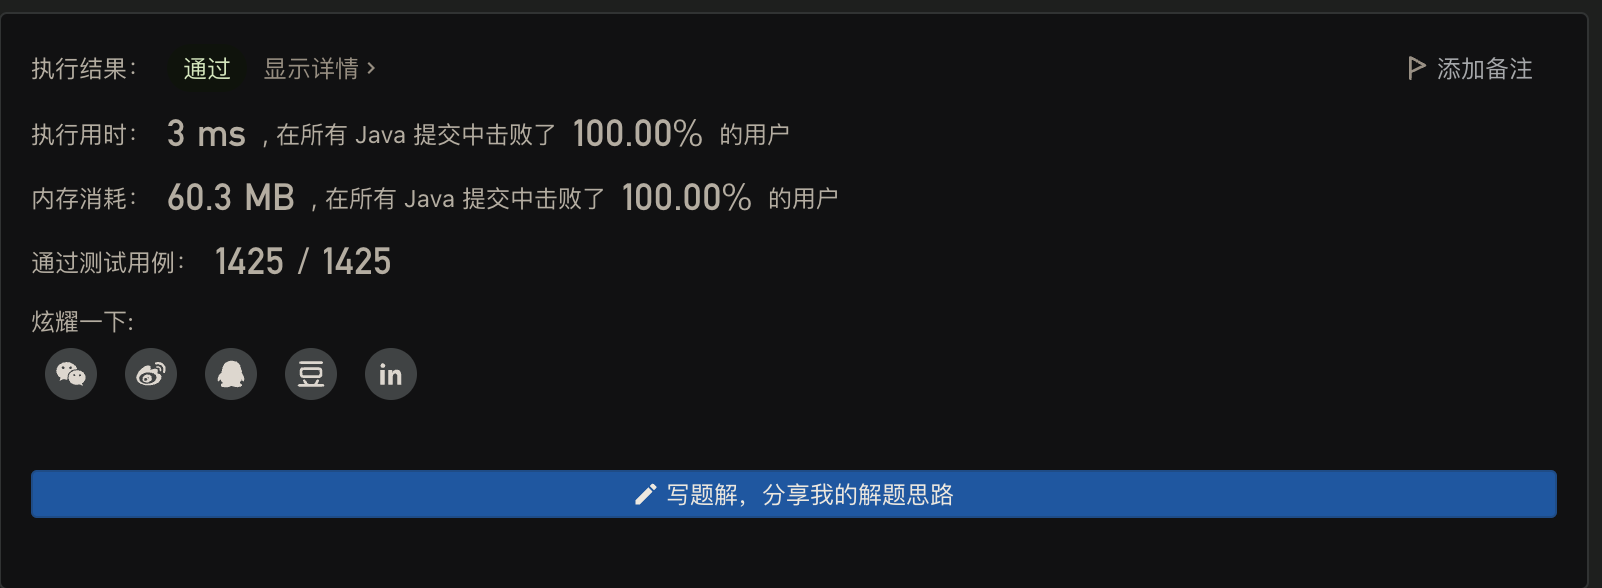 执行结果： 通过 显示详情 > 添加备注
执行用时： 3 ms , 在所有 Java 提交中击败了 100.00% 的用户
内存消耗： 60.3 MB , 在所有 Java 提交中击败了 100.00% 的用户
通过测试用例： 1425 / 1425
炫耀一下:
豆 in
写题解，分享我的解题思路